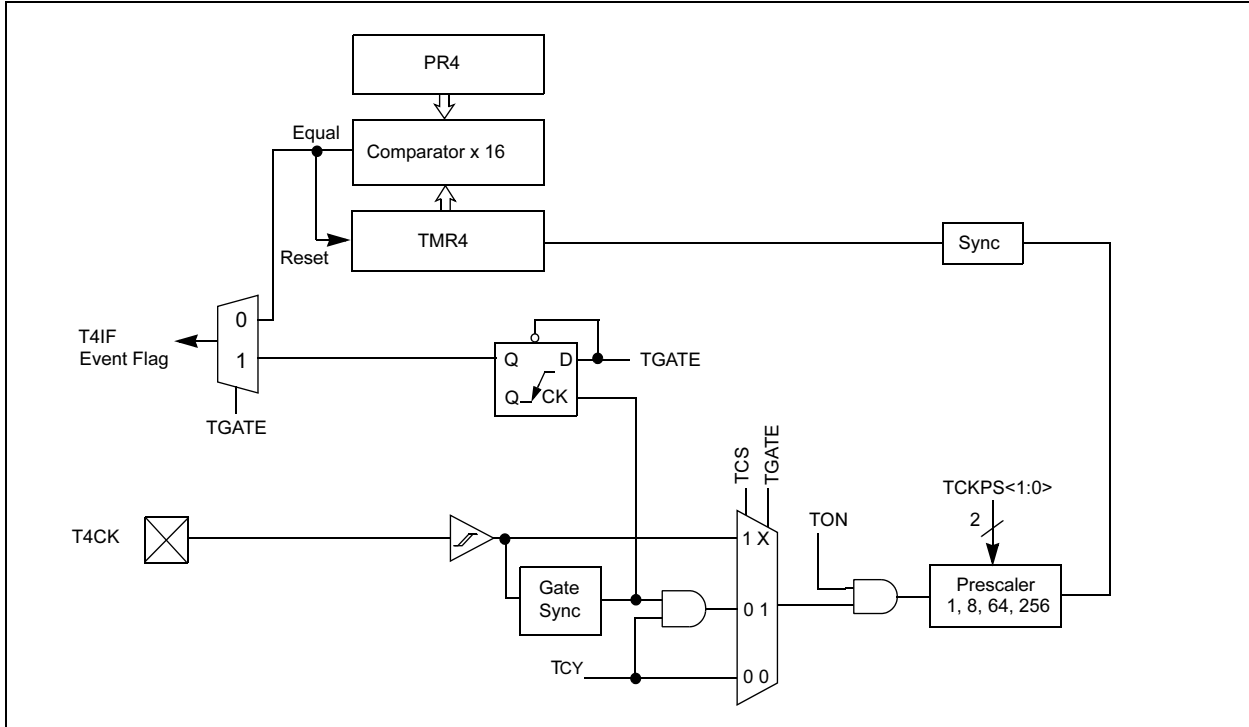 PR4
Equal
Comparator x 16
TMR4
Reset
Sync
T4IF
Event Flag
0
1
TGATE
Q
D
TGATE
Q
CK
TCS
TGATE
T4CK
1 X
Gate
Sync
0 1
TCY
0 0
TON
TCKPS<1:0>
2
Prescaler
1, 8, 64, 256